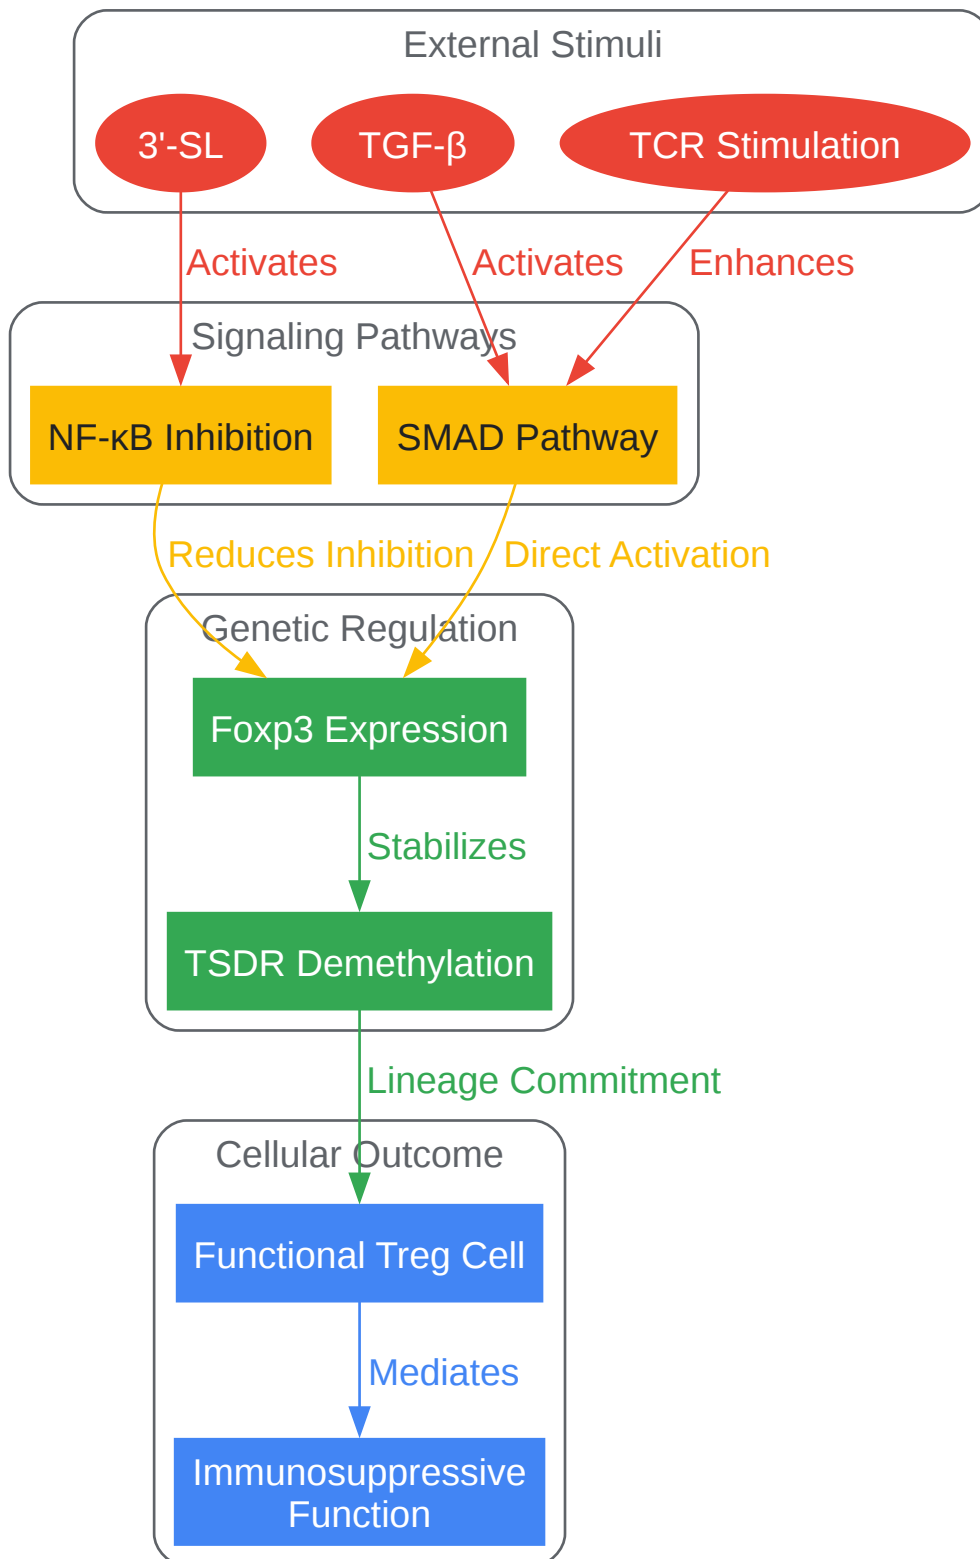 External Stimuli
3'-SL
TGF-β
TCR Stimulation
Activates
Activates
Enhances
Signaling Pathways
NF-κB Inhibition
SMAD Pathway
Reduces Inhibition
Direct Activation
Genetic Regulation
Foxp3 Expression
Stabilizes
TSDR Demethylation
Lineage Commitment
Cellular Outcome
Functional Treg Cell
Mediates
Immunosuppressive
Function